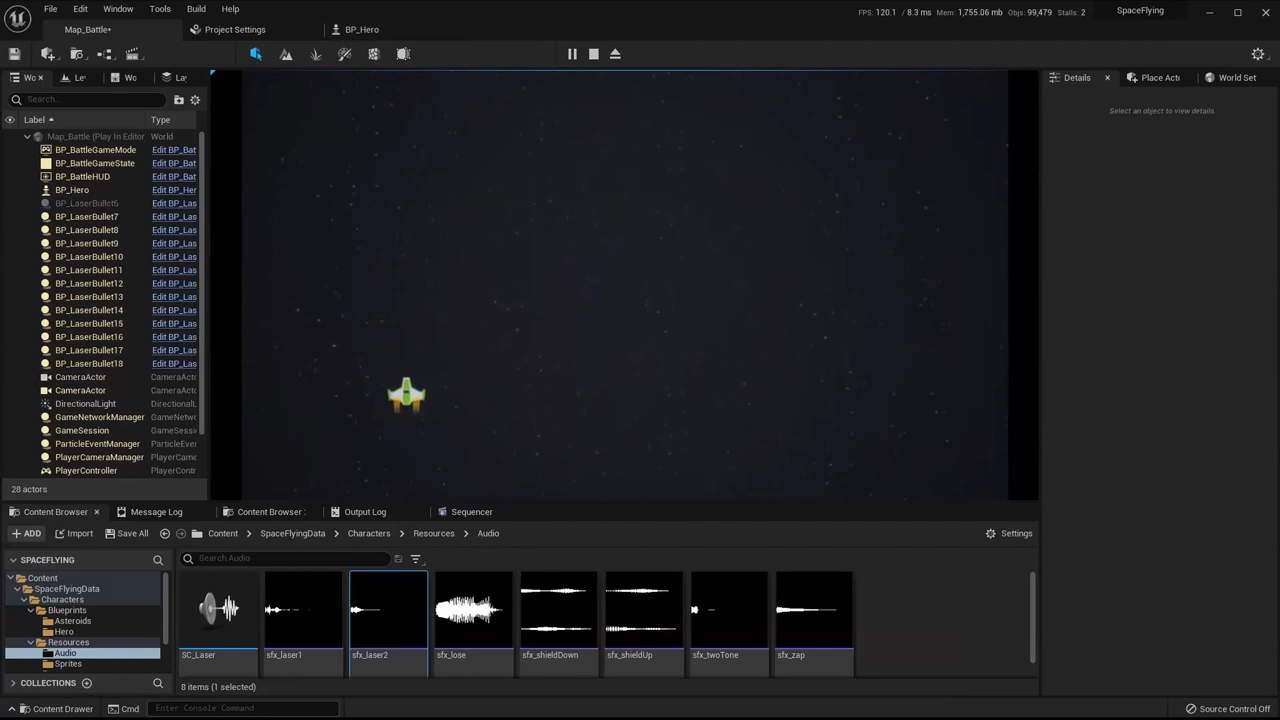 File Edit Window Tools Build Help
FPS: 120.1 / 8.3 ms Mem: 1,755.06 mb Objs: 99,479 Stalls: 2
SpaceFlying
Map_Battle•
Project Settings
BP_Hero
Wo
Le
Wo
La
Details
Place Acto
World Set
Search...
Label
Type
Select an object to view details.
Map_Battle (Play In Editor World
BP_BattleGameMode Edit BP_Bat
BP_BattleGameState Edit BP_Bat
BP_BattleHUD Edit BP_Bat
BP_Hero Edit BP_Her
BP_LaserBullet6 Edit BP_Las
BP_LaserBullet7 Edit BP_Las
BP_LaserBullet8 Edit BP_Las
BP_LaserBullet9 Edit BP_Las
BP_LaserBullet10 Edit BP_Las
BP_LaserBullet11 Edit BP_Las
BP_LaserBullet12 Edit BP_Las
BP_LaserBullet13 Edit BP_Las
BP_LaserBullet14 Edit BP_Las
BP_LaserBullet15 Edit BP_Las
BP_LaserBullet16 Edit BP_Las
BP_LaserBullet17 Edit BP_Las
BP_LaserBullet18 Edit BP_Las
CameraActor CameraActor
CameraActor CameraActor
DirectionalLight DirectionalL
GameNetworkManager GameNetwo
GameSession GameSessio
ParticleEventManager ParticleEve
PlayerCameraManager PlayerCame
PlayerController PlayerContr
28 actors
Content Browser
Message Log
Content Browser :
Output Log
Sequencer
ADD
Import
Save All
Content > SpaceFlyingData > Characters > Resources > Audio
Settings
SPACEFLYING
Search Audio
Content
SpaceFlyingData
Characters
Blueprints
Asteroids
Hero
Resources
Audio
Sprites
SC_Laser
sfx_laser1
sfx_laser2
sfx_lose
sfx_shieldDown
sfx_shieldUp
sfx_twoTone
sfx_zap
COLLECTIONS
8 items (1 selected)
Content Drawer
Cmd
Enter Console Command
Source Control Off